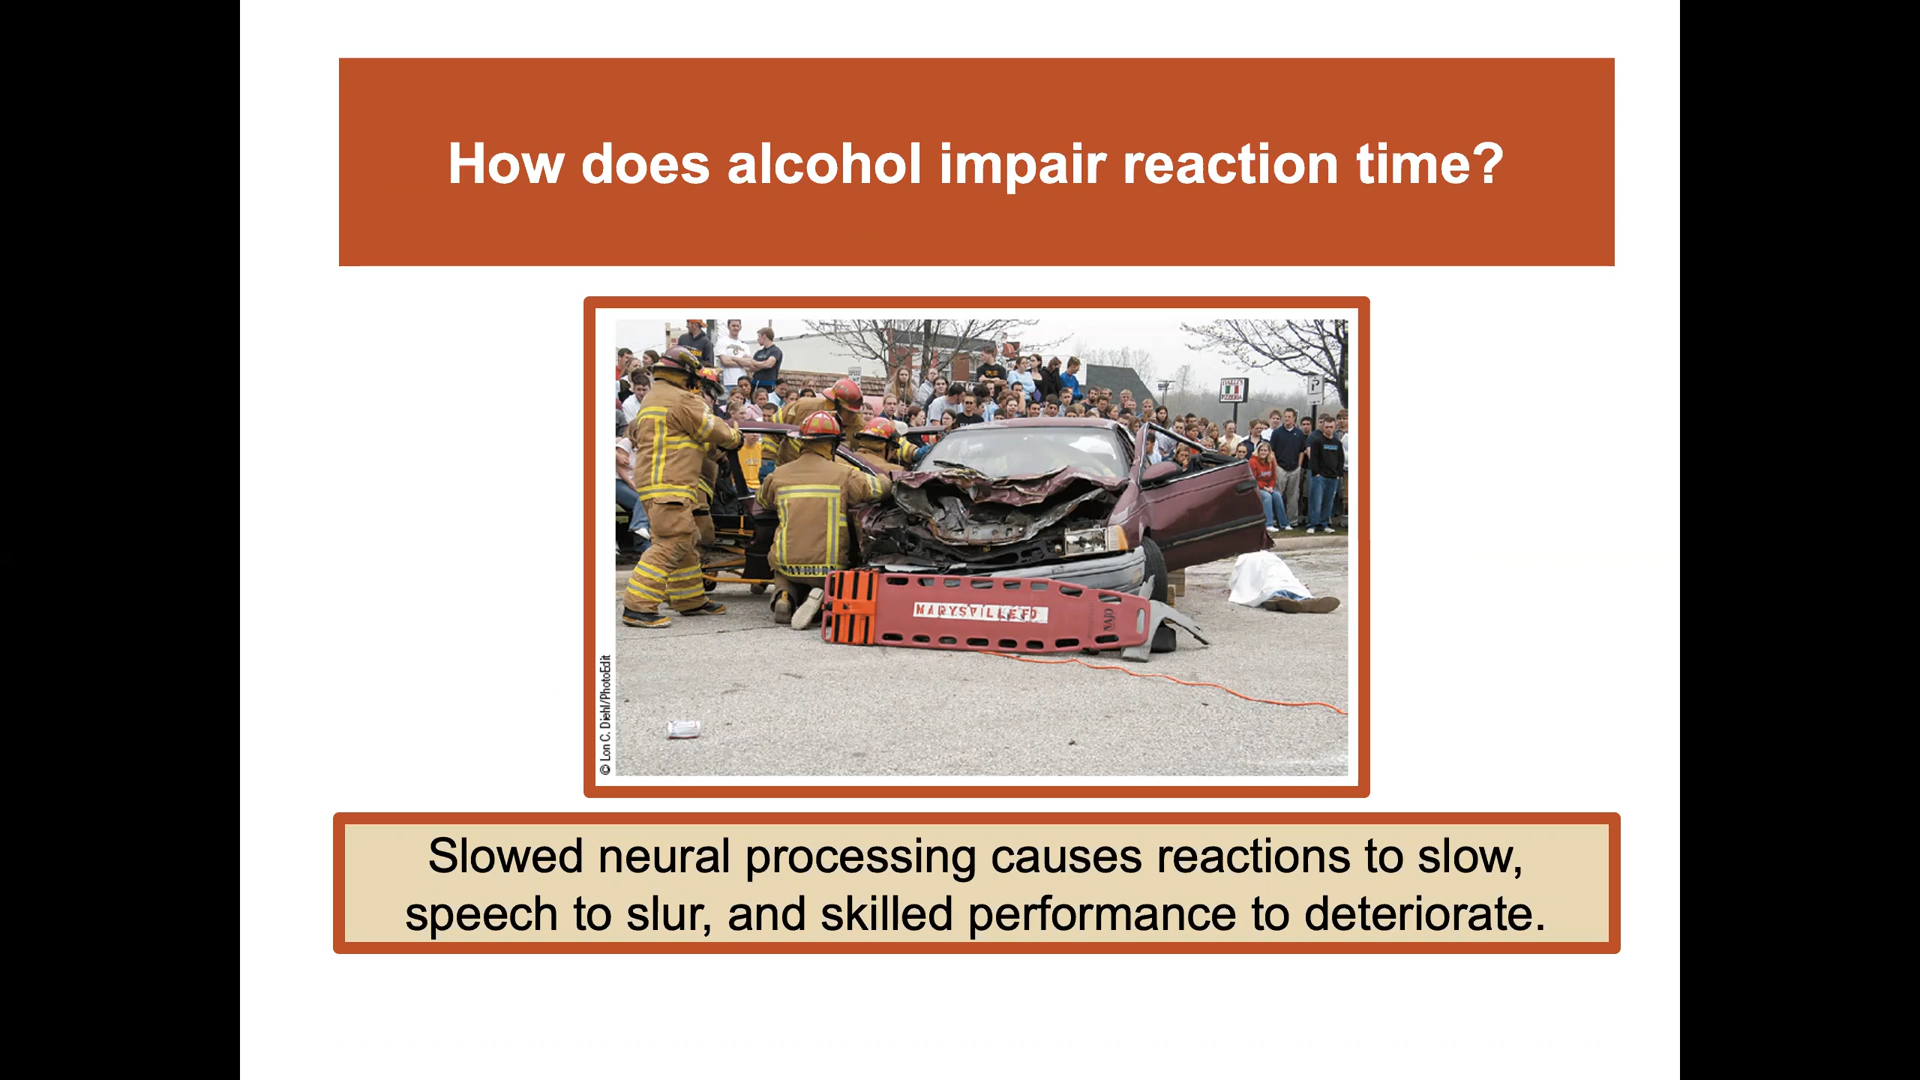 How does alcohol impair reaction time?
MARYSVILLE FD
NAJO
© Lon C. Diehl/PhotoEdit
Slowed neural processing causes reactions to slow,
speech to slur, and skilled performance to deteriorate.